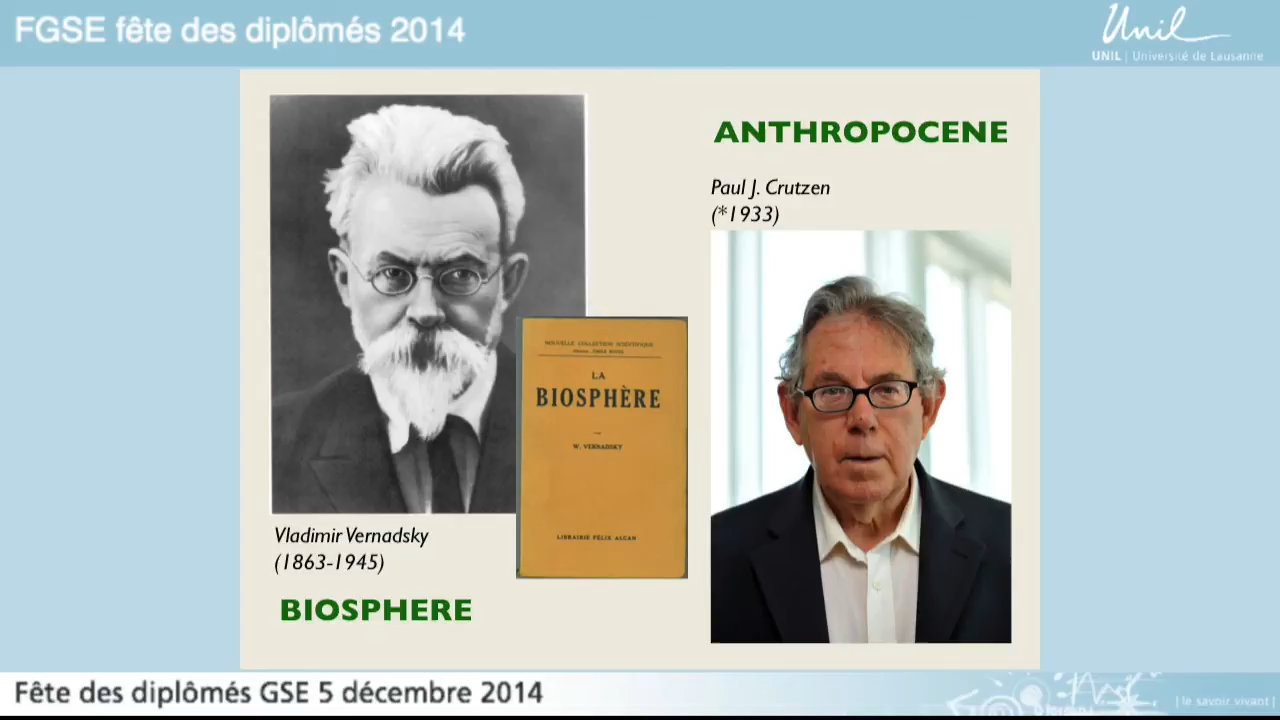 FGSE fête des diplômés 2014
Unil
UNIL | Université de Lausanne
ANTHROPOCENE
Paul J. Crutzen
(*1933)
NOUVELLE COLLECTION SCIENTIFIQUE
ÉMILE BOREL
LA
BIOSPHÈRE
W. VERNADSKY
LIBRAIRIE FÉLIX ALCAN
Vladimir Vernadsky
(1863-1945)
BIOSPHERE
Fête des diplômés GSE 5 décembre 2014
| le savoir vivant |